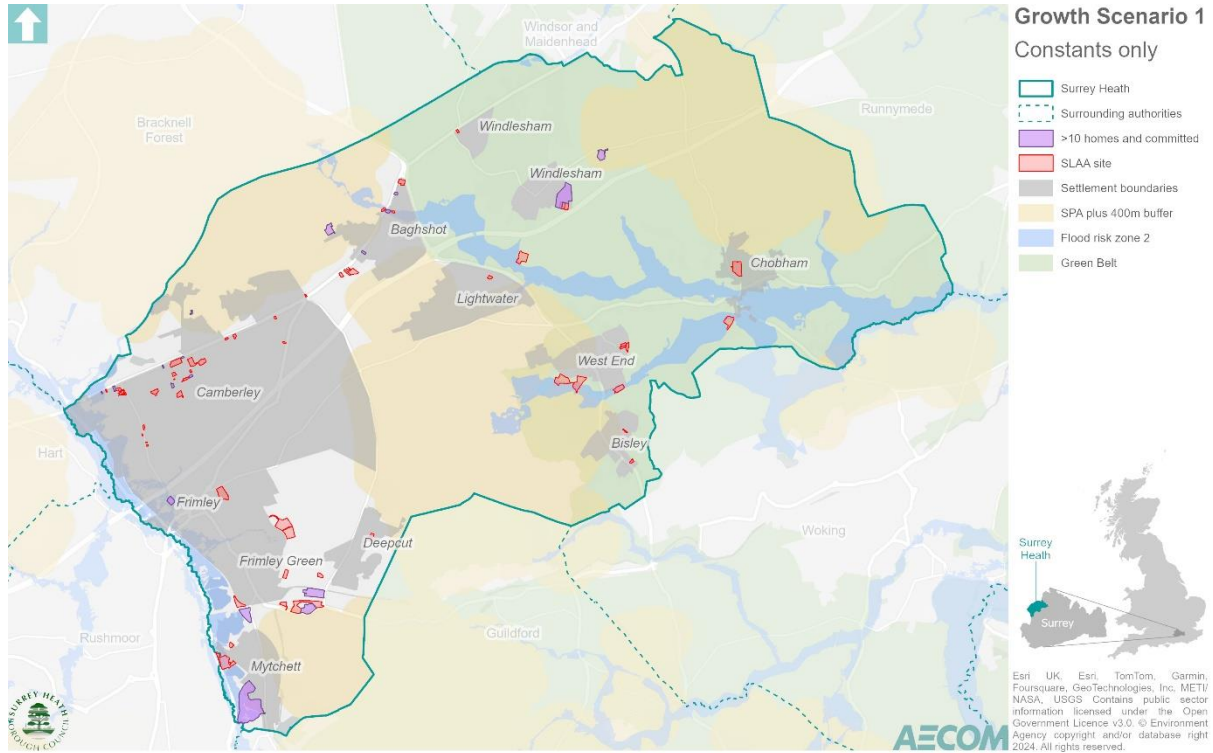 Growth Scenario 1
Constants only
Surrey Heath
Surrounding authorities
>10 homes and committed
SLAA site
Settlement boundaries
SPA plus 400m buffer
Flood risk zone 2
Green Belt
Windsor and
Maidenhead
Runnymede
Bracknell
Forest
Windlesham
Windlesham
Baghshot
Chobham
Lightwater
West End
Camberley
Hart
Bisley
Frimley
Woking
Deepcut
Frimley Green
Rushmoor
Guildford
Mytchett
Surrey
Heath
Surrey
SURREY HEATH
BOROUGH COUNCIL
AECOM
Esri UK, Esri, TomTom, Garmin,
Foursquare, GeoTechnologies, Inc, METI/
NASA, USGS Contains public sector
information licensed under the Open
Government Licence v3.0. © Environment
Agency copyright and/or database right
2024. All rights reserved.